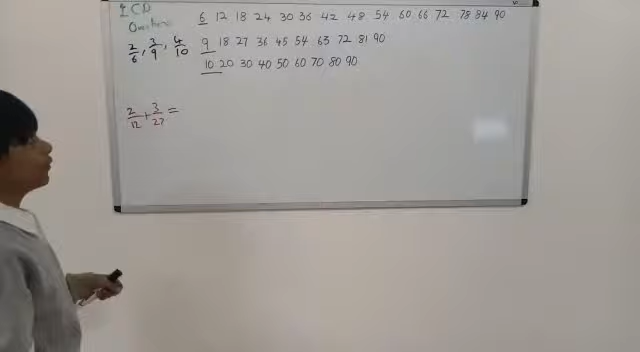 LCD
Questions
2/6, 3/9, 4/10
6 12 18 24 30 36 42 48 54 60 66 72 78 84 90
9 18 27 36 45 54 63 72 81 90
10 20 30 40 50 60 70 80 90
2/12 + 3/27 =